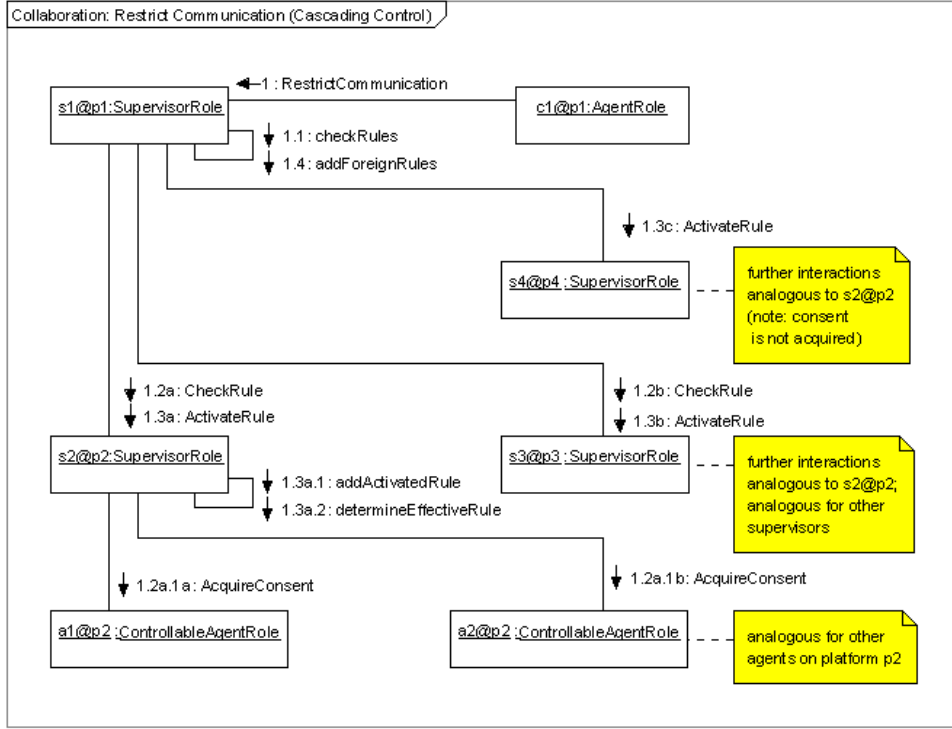 Collaboration: Restrict Communication (Cascading Control)
1 : RestrictCommunication
s1@p1:SupervisorRole
c1@p1:AgentRole
1.1: checkRules
1.4: addForeignRules
1.3c: ActivateRule
s4@p4 :SupervisorRole
further interactions
analogous to s2@p2
(note: consent
is not acquired)
1.2a: CheckRule
1.3a: ActivateRule
1.2b: CheckRule
1.3b: ActivateRule
s2@p2:SupervisorRole
s3@p3 :SupervisorRole
1.3a.1 : addActivatedRule
1.3a.2 : determineEffectiveRule
further interactions
analogous to s2@p2;
analogous for other
supervisors
1.2a.1a: AcquireConsent
1.2a.1b: AcquireConsent
a1@p2 :ControllableAgentRole
a2@p2 :ControllableAgentRole
analogous for other
agents on platform p2